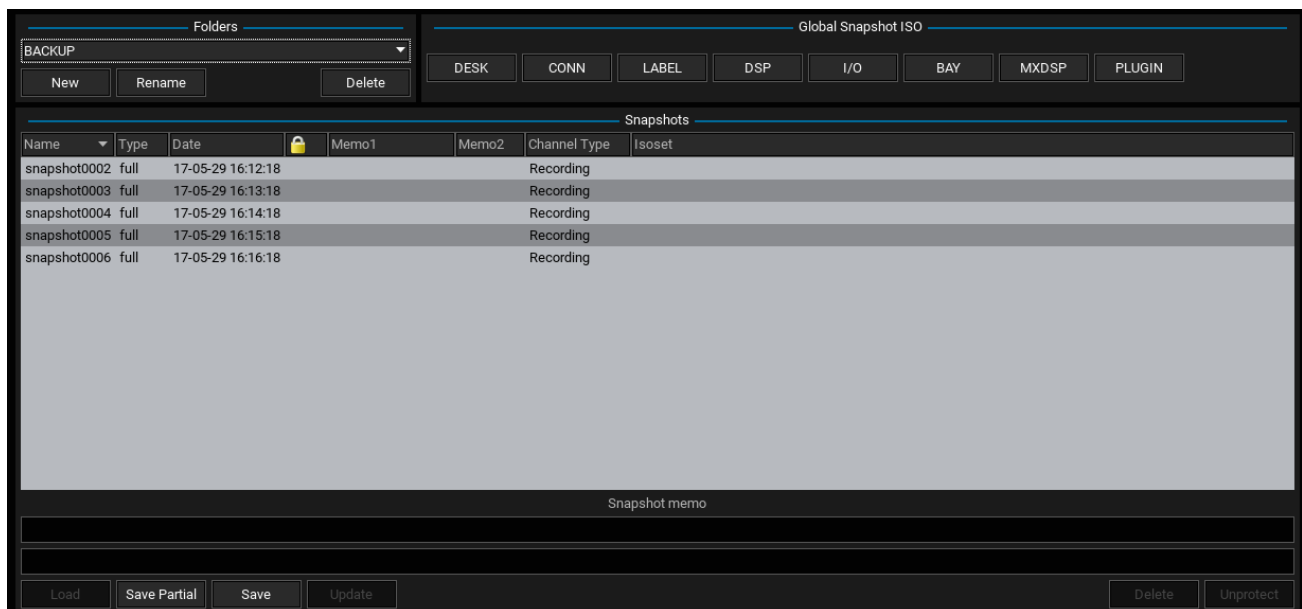 Folders
Global Snapshot ISO
BACKUP
DESK CONN LABEL DSP I/O BAY MXDSP PLUGIN
New Rename Delete
Snapshots
Name Type Date Memo1 Memo2 Channel Type Isoset
snapshot0002 full 17-05-29 16:12:18 Recording
snapshot0003 full 17-05-29 16:13:18 Recording
snapshot0004 full 17-05-29 16:14:18 Recording
snapshot0005 full 17-05-29 16:15:18 Recording
snapshot0006 full 17-05-29 16:16:18 Recording
Snapshot memo
Load Save Partial Save Update Delete Unprotect